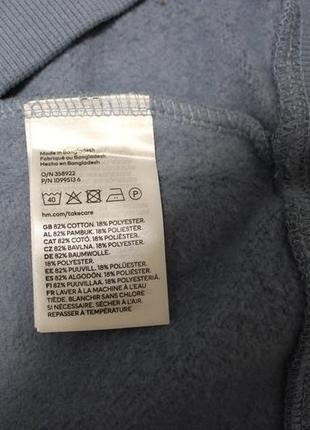 Made in Bangladesh
Fabriqué au Bangladesh
Hecho en Bangladesh
O/N 358922
P/N 1099513 6
40
hm.com/takecare
GB 82% COTTON. 18% POLYESTER.
AL 82% PAMBUK. 18% POLIESTER.
CAT 82% COTÓ. 18% POLIÈSTER.
CZ 82% BAVLNA. 18% POLYESTER.
DE 82% BAUMWOLLE.
18% POLYESTER.
EE 82% PUUVILL. 18% POLÜESTER.
ES 82% ALGODÓN. 18% POLIÉSTER.
FI 82% PUUVILLAA. 18% POLYESTERIÄ.
FR LAVER À LA MACHINE À L'EAU
TIÈDE, BLANCHIR SANS CHLORE
SI NÉCESSAIRE. SÉCHER À L'AIR.
REPASSER À TEMPÉRATURE